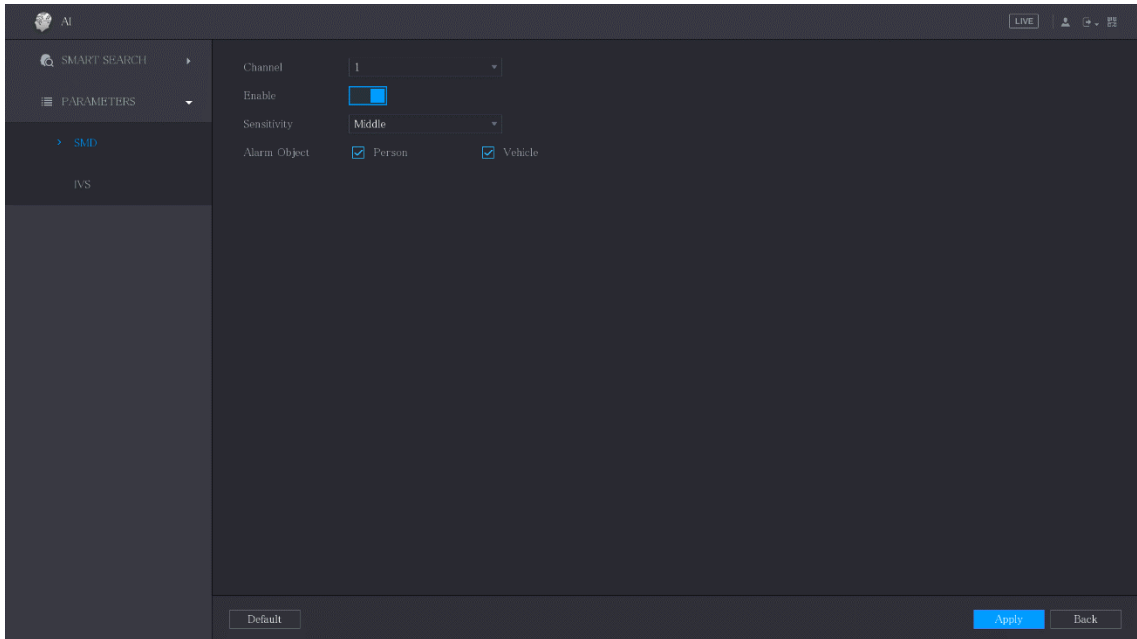 AI LIVE
SMART SEARCH
PARAMETERS
SMD
IVS
Channel 1
Enable
Sensitivity Middle
Alarm Object Person Vehicle
Default Apply Back